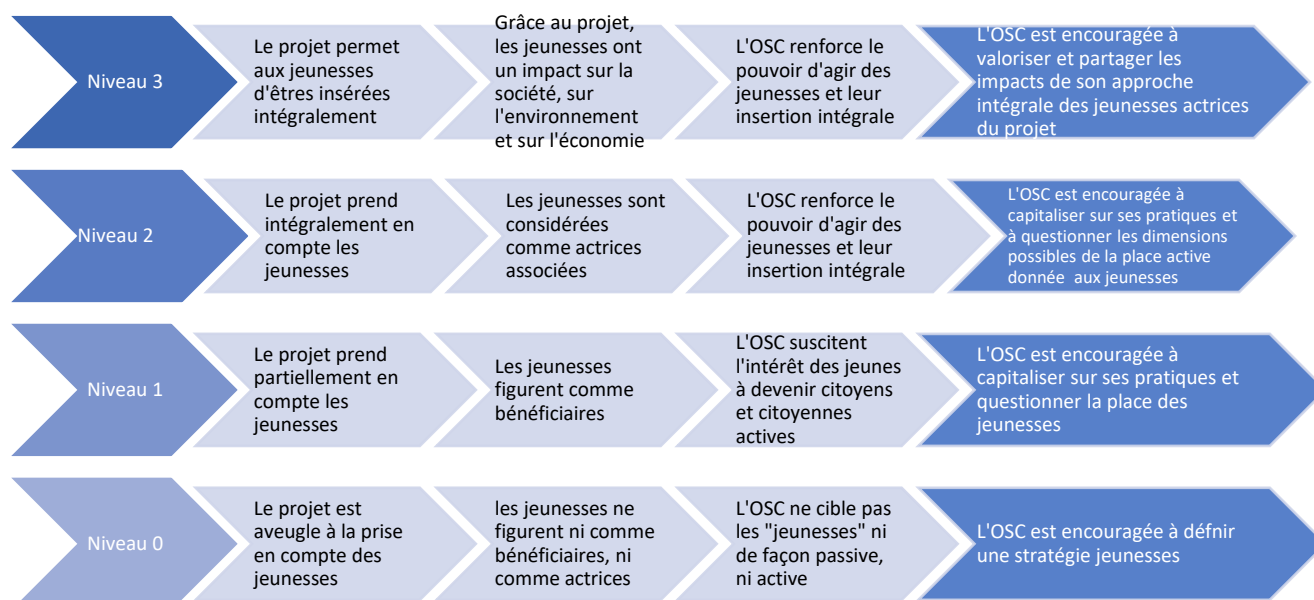 Niveau 3
Le projet permet
aux jeunesses
d'êtres insérées
intégralement
Grâce au projet,
les jeunesses ont
un impact sur la
société, sur
l'environnement
et sur l'économie
L'OSC renforce le
pouvoir d'agir des
jeunesses et leur
insertion intégrale
L'OSC est encouragée à
valoriser et partager les
impacts de son approche
intégrale des jeunesses actrices
du projet
Niveau 2
Le projet prend
intégralement en
compte les
jeunesses
Les jeunesses sont
considérées
comme actrices
associées
L'OSC renforce le
pouvoir d'agir des
jeunesses et leur
insertion intégrale
L'OSC est encouragée à
capitaliser sur ses pratiques et
à questionner les dimensions
possibles de la place active
donnée  aux jeunesses
Niveau 1
Le projet prend
partiellement en
compte les
jeunesses
Les jeunesses
figurent comme
bénéficiaires
L'OSC suscitent
l'intérêt des jeunes
à devenir citoyens
et citoyennes
actives
L'OSC est encouragée à
capitaliser sur ses pratiques et
questionner la place des
jeunesses
Niveau 0
Le projet est
aveugle à la prise
en compte des
jeunesses
les jeunesses ne
figurent ni comme
bénéficiaires, ni
comme actrices
L'OSC ne cible pas
les "jeunesses" ni
de façon passive,
ni active
L'OSC est encouragée à défnir
une stratégie jeunesses